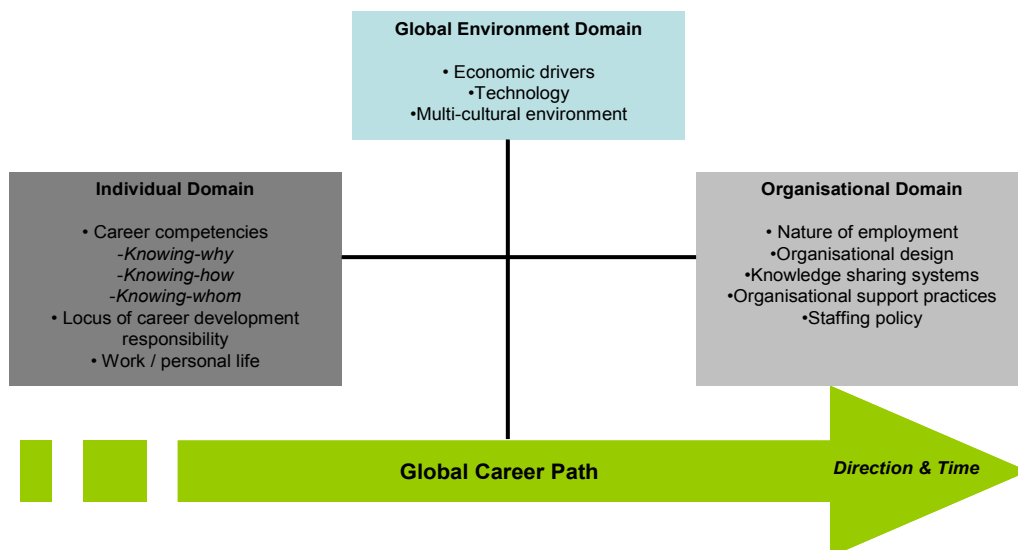 Global Environment Domain
• Economic drivers
•Technology
•Multi-cultural environment
Individual Domain
• Career competencies
-Knowing-why
-Knowing-how
-Knowing-whom
• Locus of career development
responsibility
• Work / personal life
Organisational Domain
• Nature of employment
•Organisational design
•Knowledge sharing systems
•Organisational support practices
•Staffing policy
Global Career Path
Direction & Time